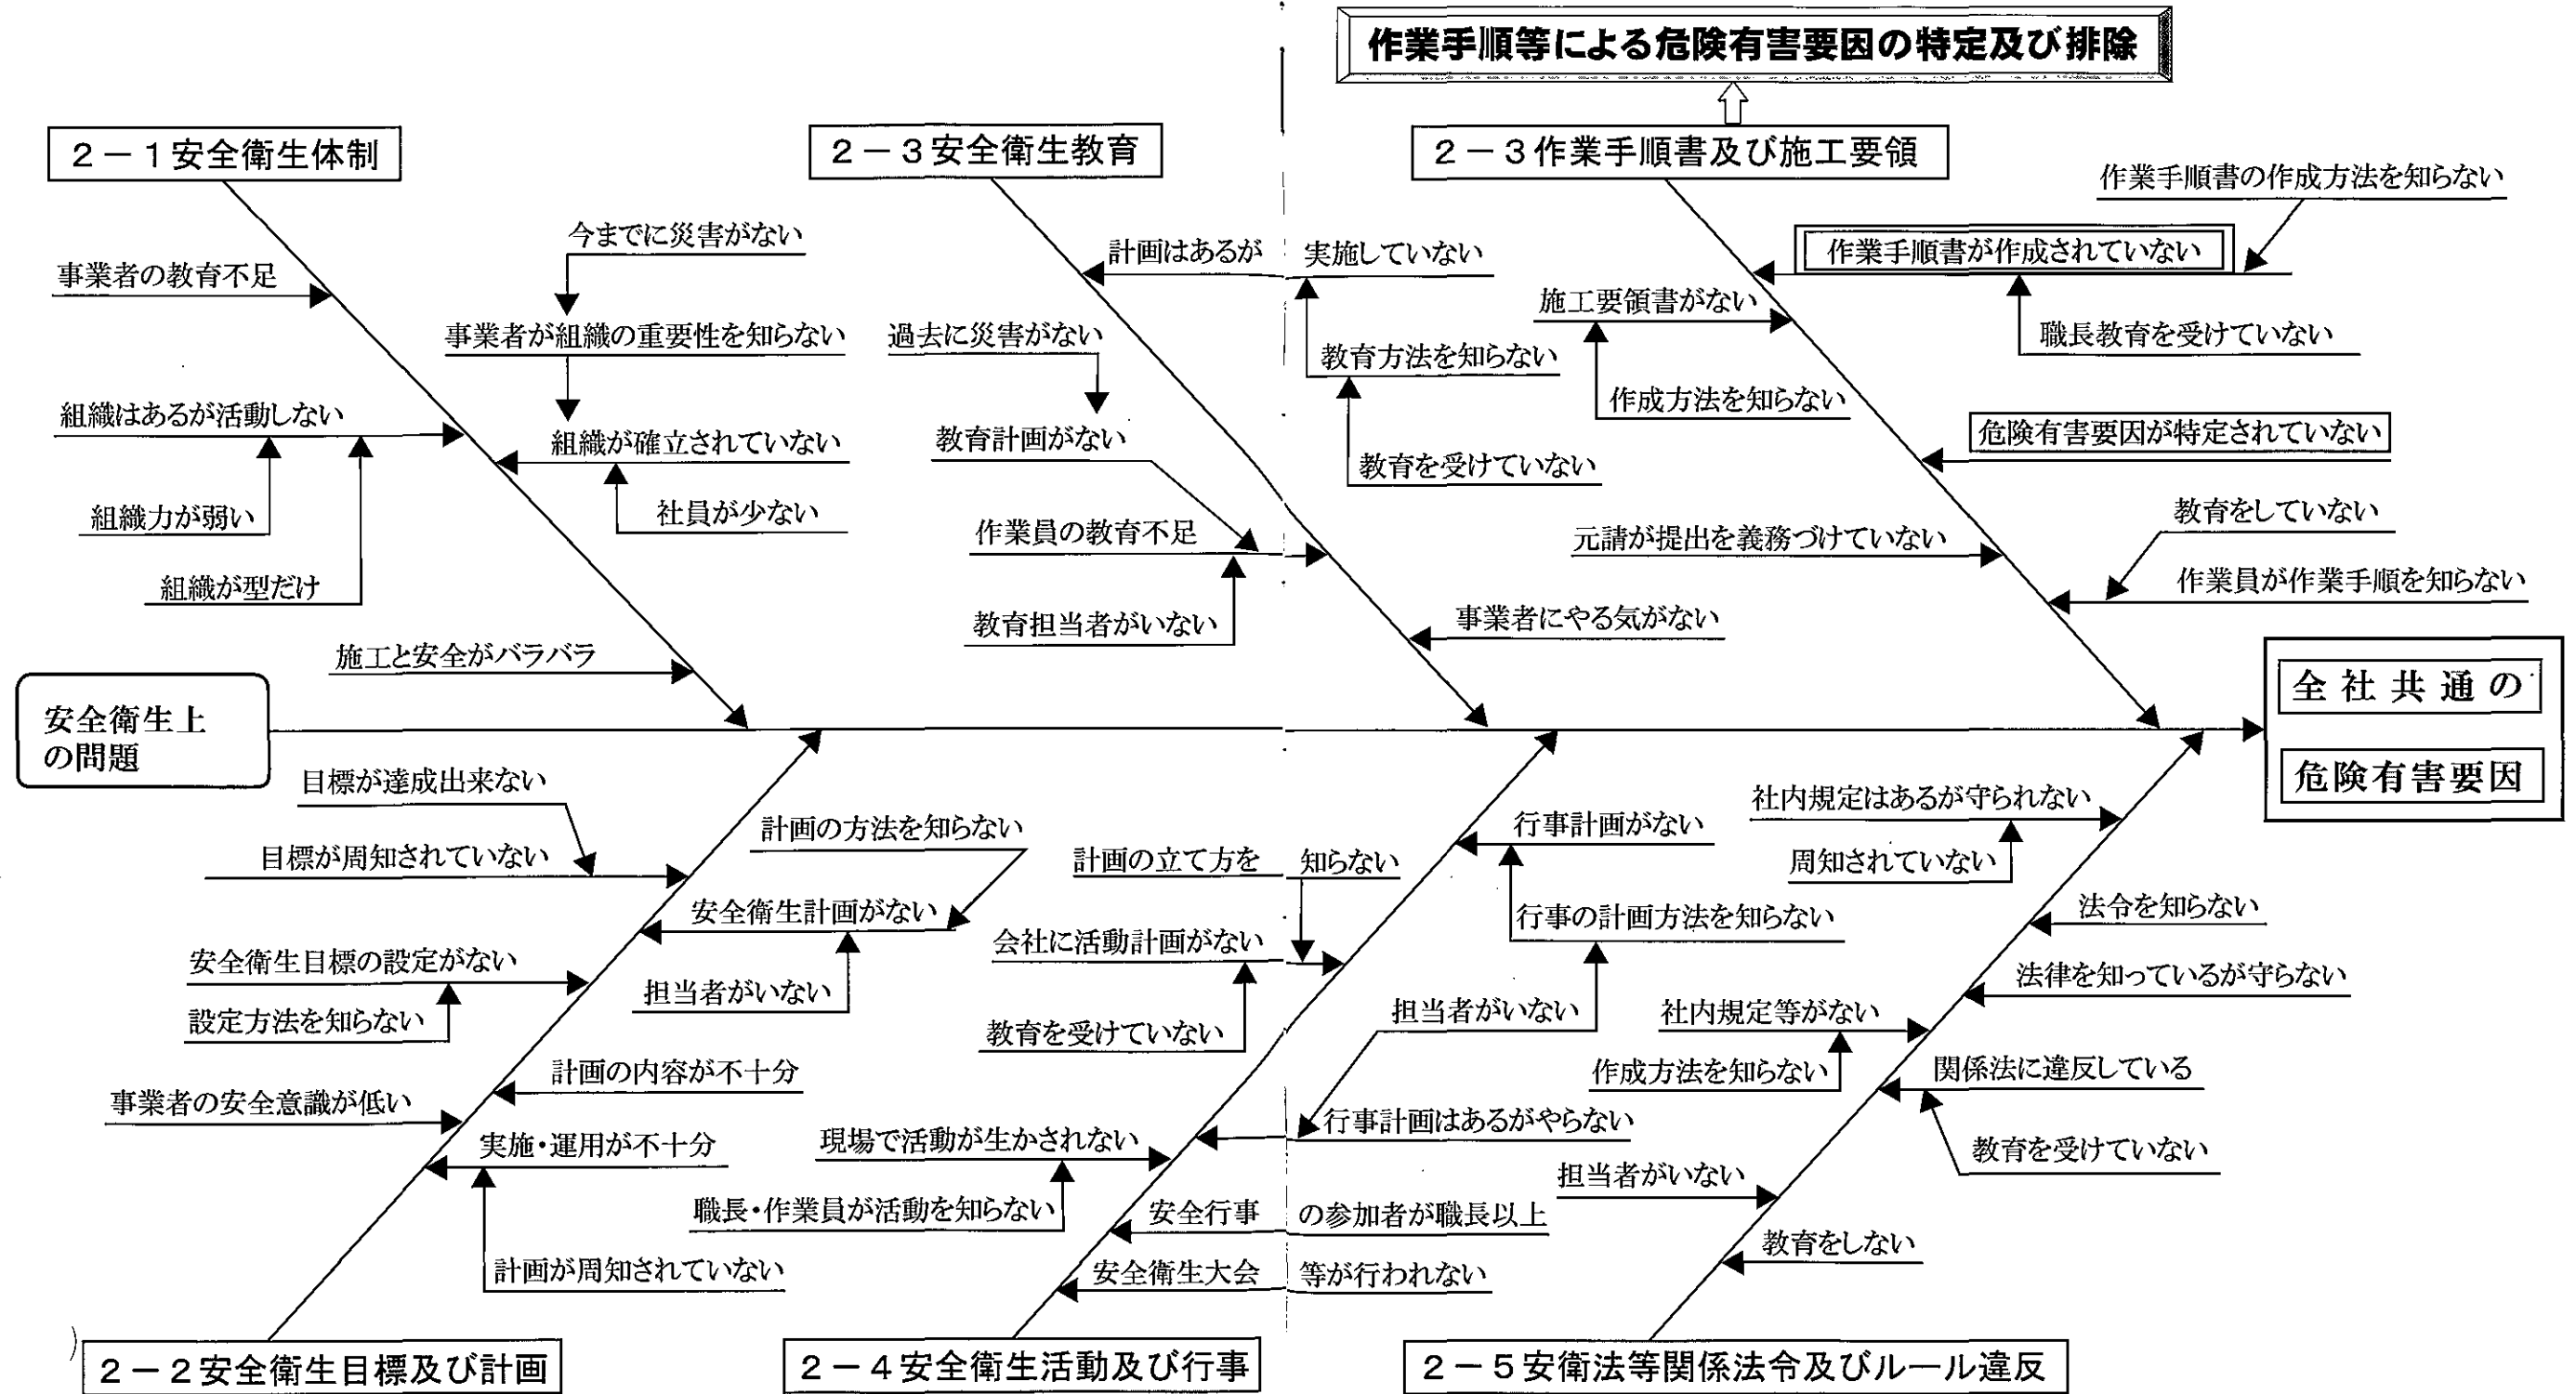 作業手順等による危険有害要因の特定及び排除
2－1安全衛生体制
事業者の教育不足
今までに災害がない
事業者が組織の重要性を知らない
組織はあるが活動しない
組織が確立されていない
組織力が弱い
社員が少ない
組織が型だけ
施工と安全がバラバラ
2－3安全衛生教育
計画はあるが 実施していない
過去に災害がない
教育方法を知らない
教育計画がない
教育を受けていない
作業員の教育不足
教育担当者がいない
事業者にやる気がない
2－3作業手順書及び施工要領
作業手順書の作成方法を知らない
作業手順書が作成されていない
施工要領書がない
職長教育を受けていない
作成方法を知らない
危険有害要因が特定されていない
教育をしていない
元請が提出を義務づけていない
作業員が作業手順を知らない
安全衛生上
の問題
全社共通の
危険有害要因
目標が達成出来ない
計画の方法を知らない
目標が周知されていない
安全衛生計画がない
安全衛生目標の設定がない
担当者がいない
設定方法を知らない
計画の内容が不十分
事業者の安全意識が低い
実施・運用が不十分
計画が周知されていない
2－2安全衛生目標及び計画
行事計画がない
計画の立て方を 知らない
行事の計画方法を知らない
会社に活動計画がない
担当者がいない
教育を受けていない
行事計画はあるがやらない
現場で活動が生かされない
職長・作業員が活動を知らない
安全行事 の参加者が職長以上
安全衛生大会 等が行われない
2－4安全衛生活動及び行事
社内規定はあるが守られない
周知されていない
法令を知らない
法律を知っているが守らない
社内規定等がない
作成方法を知らない
関係法に違反している
教育を受けていない
担当者がいない
教育をしない
2－5安衛法等関係法令及びルール違反